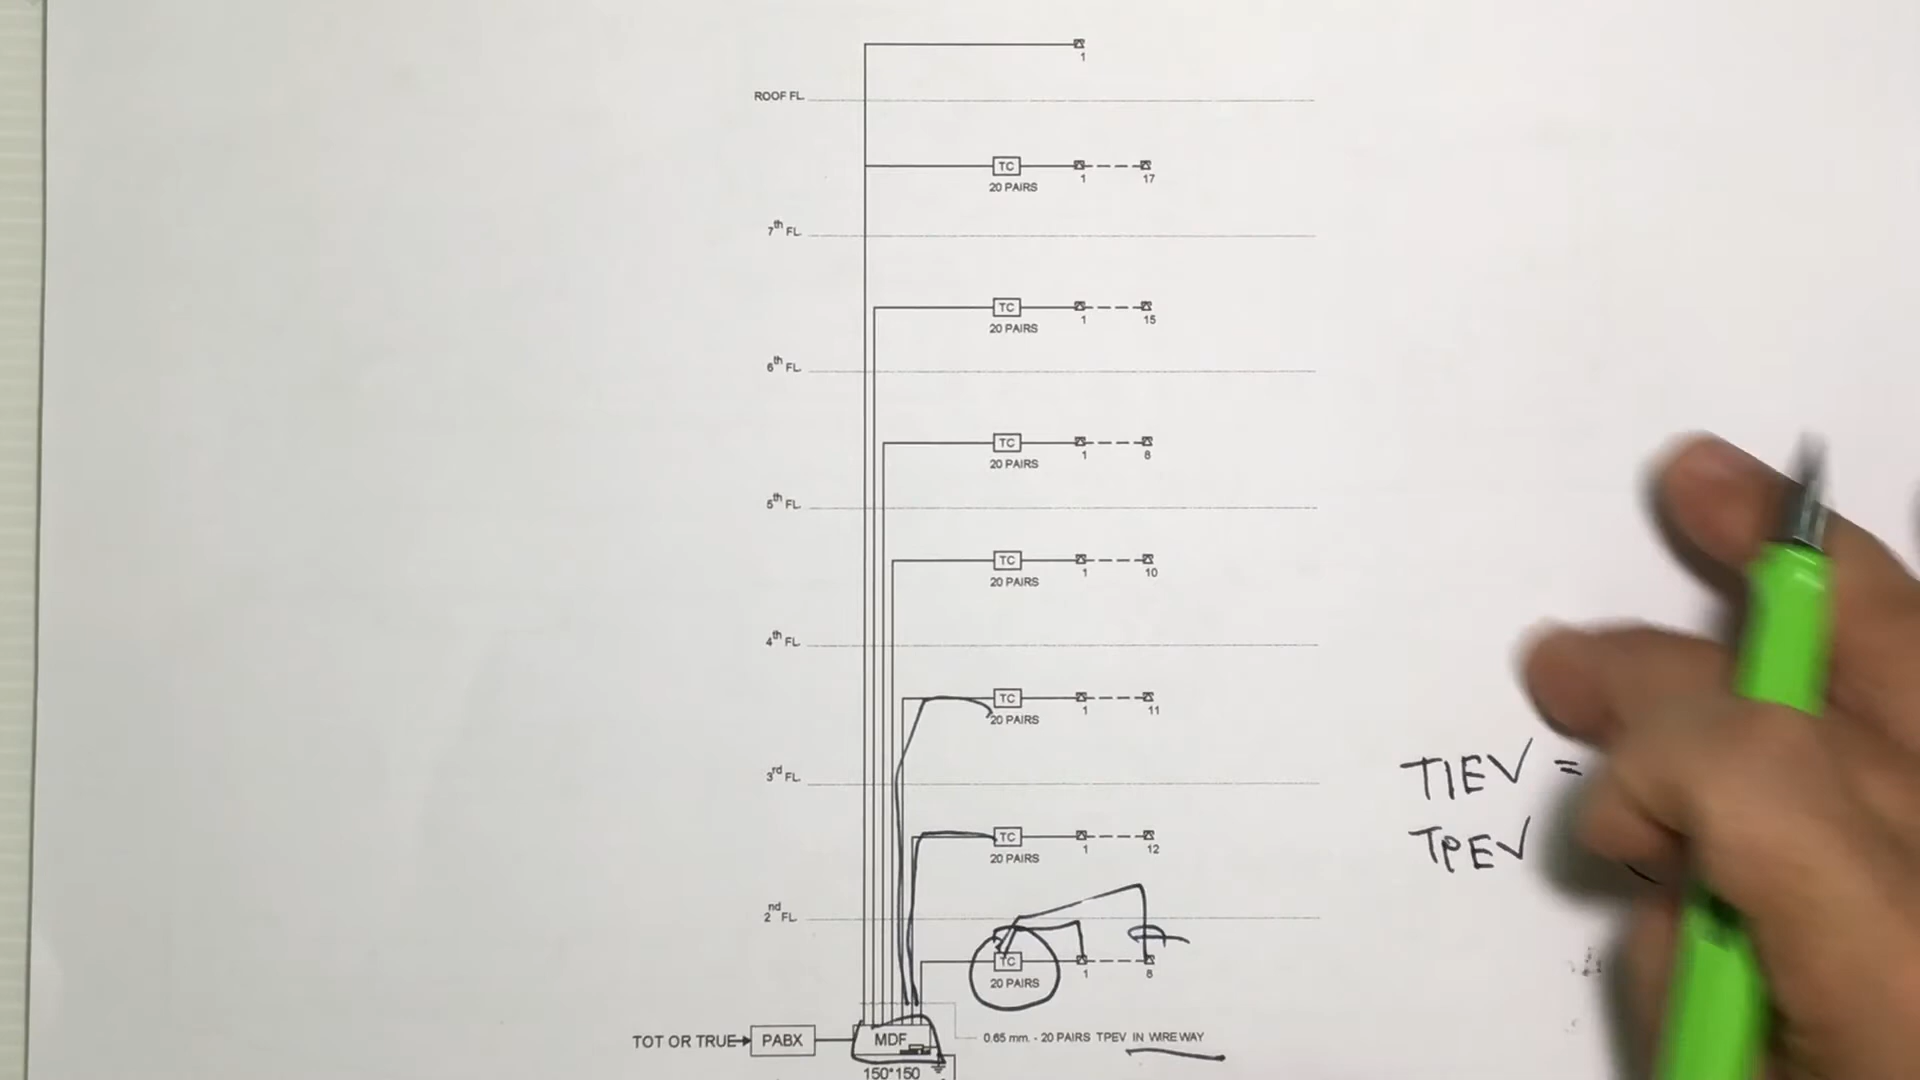 1
ROOF FL.
TC 1 17
20 PAIRS
7th FL.
TC 1 15
20 PAIRS
6th FL.
TC 1 8
20 PAIRS
5th FL.
TC 1 10
20 PAIRS
4th FL.
TC 1 11
20 PAIRS
3rd FL.
TC 1 12
20 PAIRS
2nd FL.
TC 1 8
20 PAIRS
TIEV =
TPEV
TOT OR TRUE PABX MDF 0.65 mm. - 20 PAIRS TPEV IN WIRE WAY
150*150